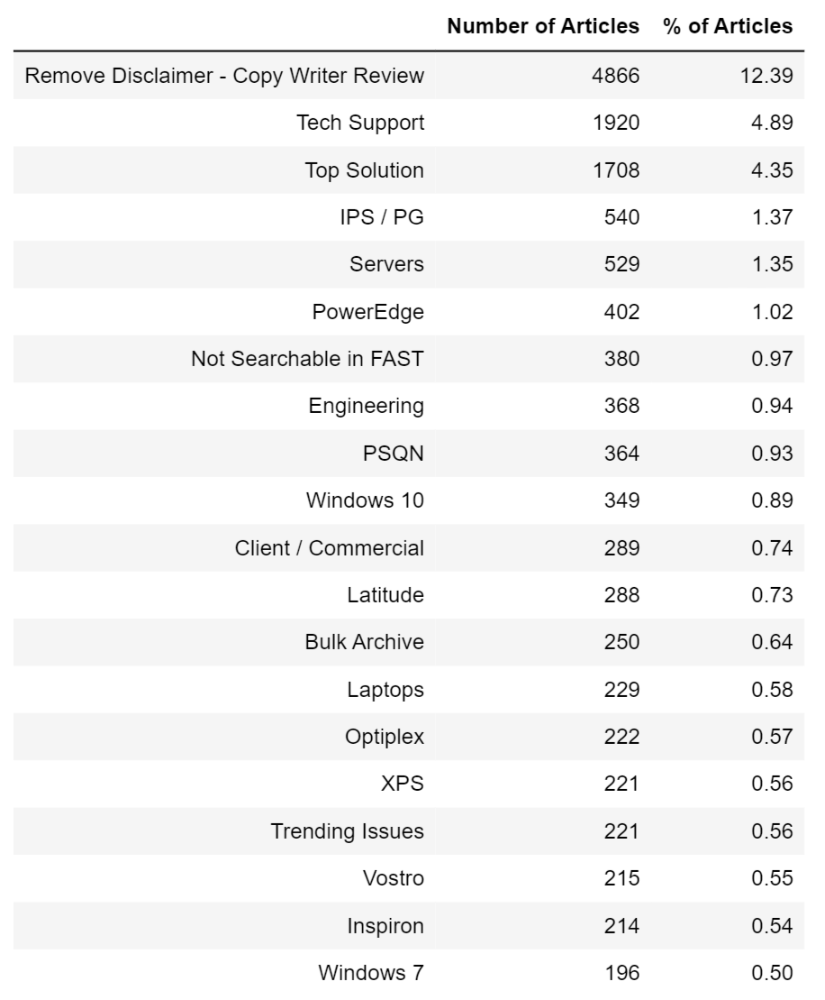 Number of Articles % of Articles
Remove Disclaimer - Copy Writer Review 4866 12.39
Tech Support 1920 4.89
Top Solution 1708 4.35
IPS / PG 540 1.37
Servers 529 1.35
PowerEdge 402 1.02
Not Searchable in FAST 380 0.97
Engineering 368 0.94
PSQN 364 0.93
Windows 10 349 0.89
Client / Commercial 289 0.74
Latitude 288 0.73
Bulk Archive 250 0.64
Laptops 229 0.58
Optiplex 222 0.57
XPS 221 0.56
Trending Issues 221 0.56
Vostro 215 0.55
Inspiron 214 0.54
Windows 7 196 0.50